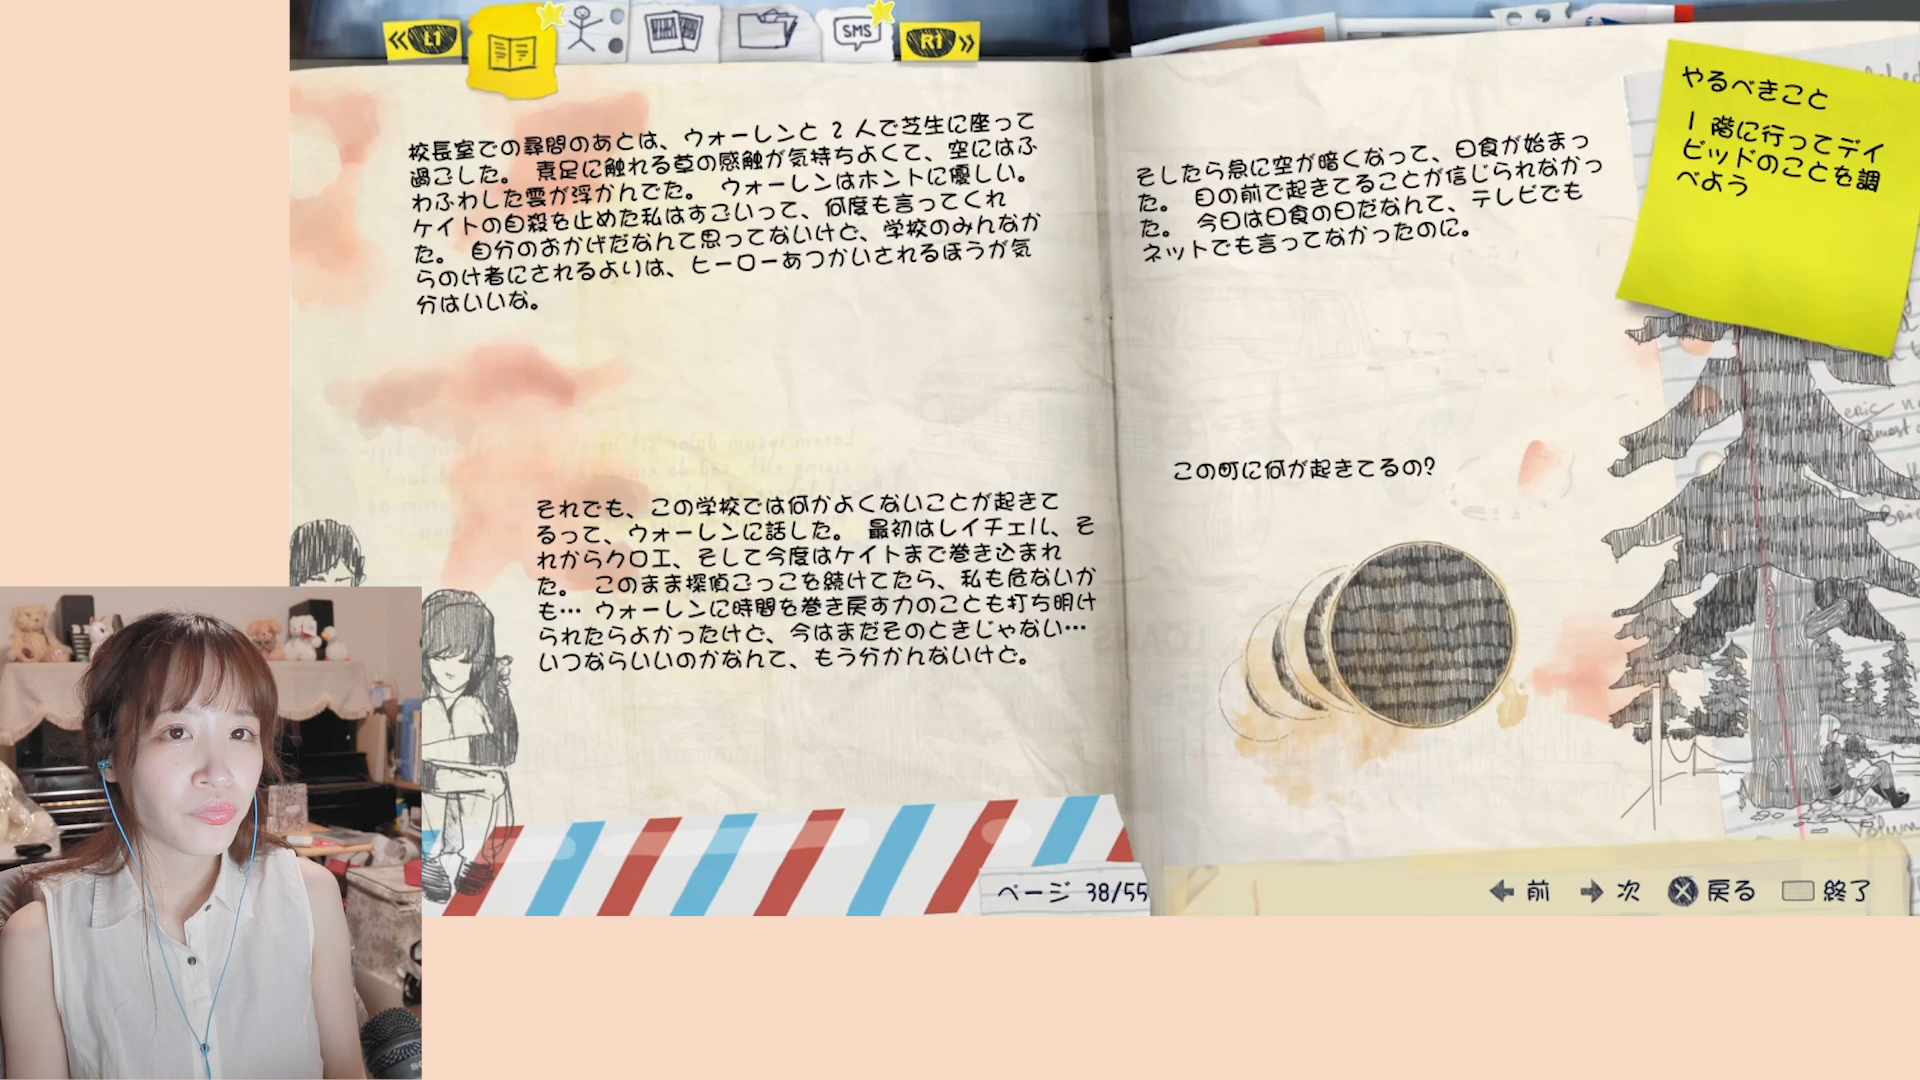 L1
SMS
R1
校長室での尋問のあとは、ウォーレンと 2 人で芝生に座って
過ごした。 素足に触れる草の感触が気持ちよくて、空にはふ
わふわした雲が浮かんでた。 ウォーレンはホントに優しい。
ケイトの自殺を止めた私はすごいって、何度も言ってくれ
た。 自分のおかげだなんて思ってないけど、学校のみんなか
らのけ者にされるよりは、ヒーローあつかいされるほうが気
分はいいな。
それでも、この学校では何かよくないことが起きて
るって、ウォーレンに話した。 最初はレイチェル、そ
れからクロエ、そして今度はケイトまで巻き込まれ
た。 このまま探偵ごっこを続けてたら、私も危ないか
も… ウォーレンに時間を巻き戻す力のことも打ち明け
られたらよかったけど、今はまだそのときじゃない…
いつならいいのかなんて、もう分かんないけど。
そしたら急に空が暗くなって、日食が始まっ
た。 目の前で起きてることが信じられなかっ
た。 今日は日食の日だなんて、テレビでも
ネットでも言ってなかったのに。
この町に何が起きてるの?
やるべきこと
1 階に行ってデイ
ビッドのことを調
べよう
ページ 38/55
前 次 戻る 終了